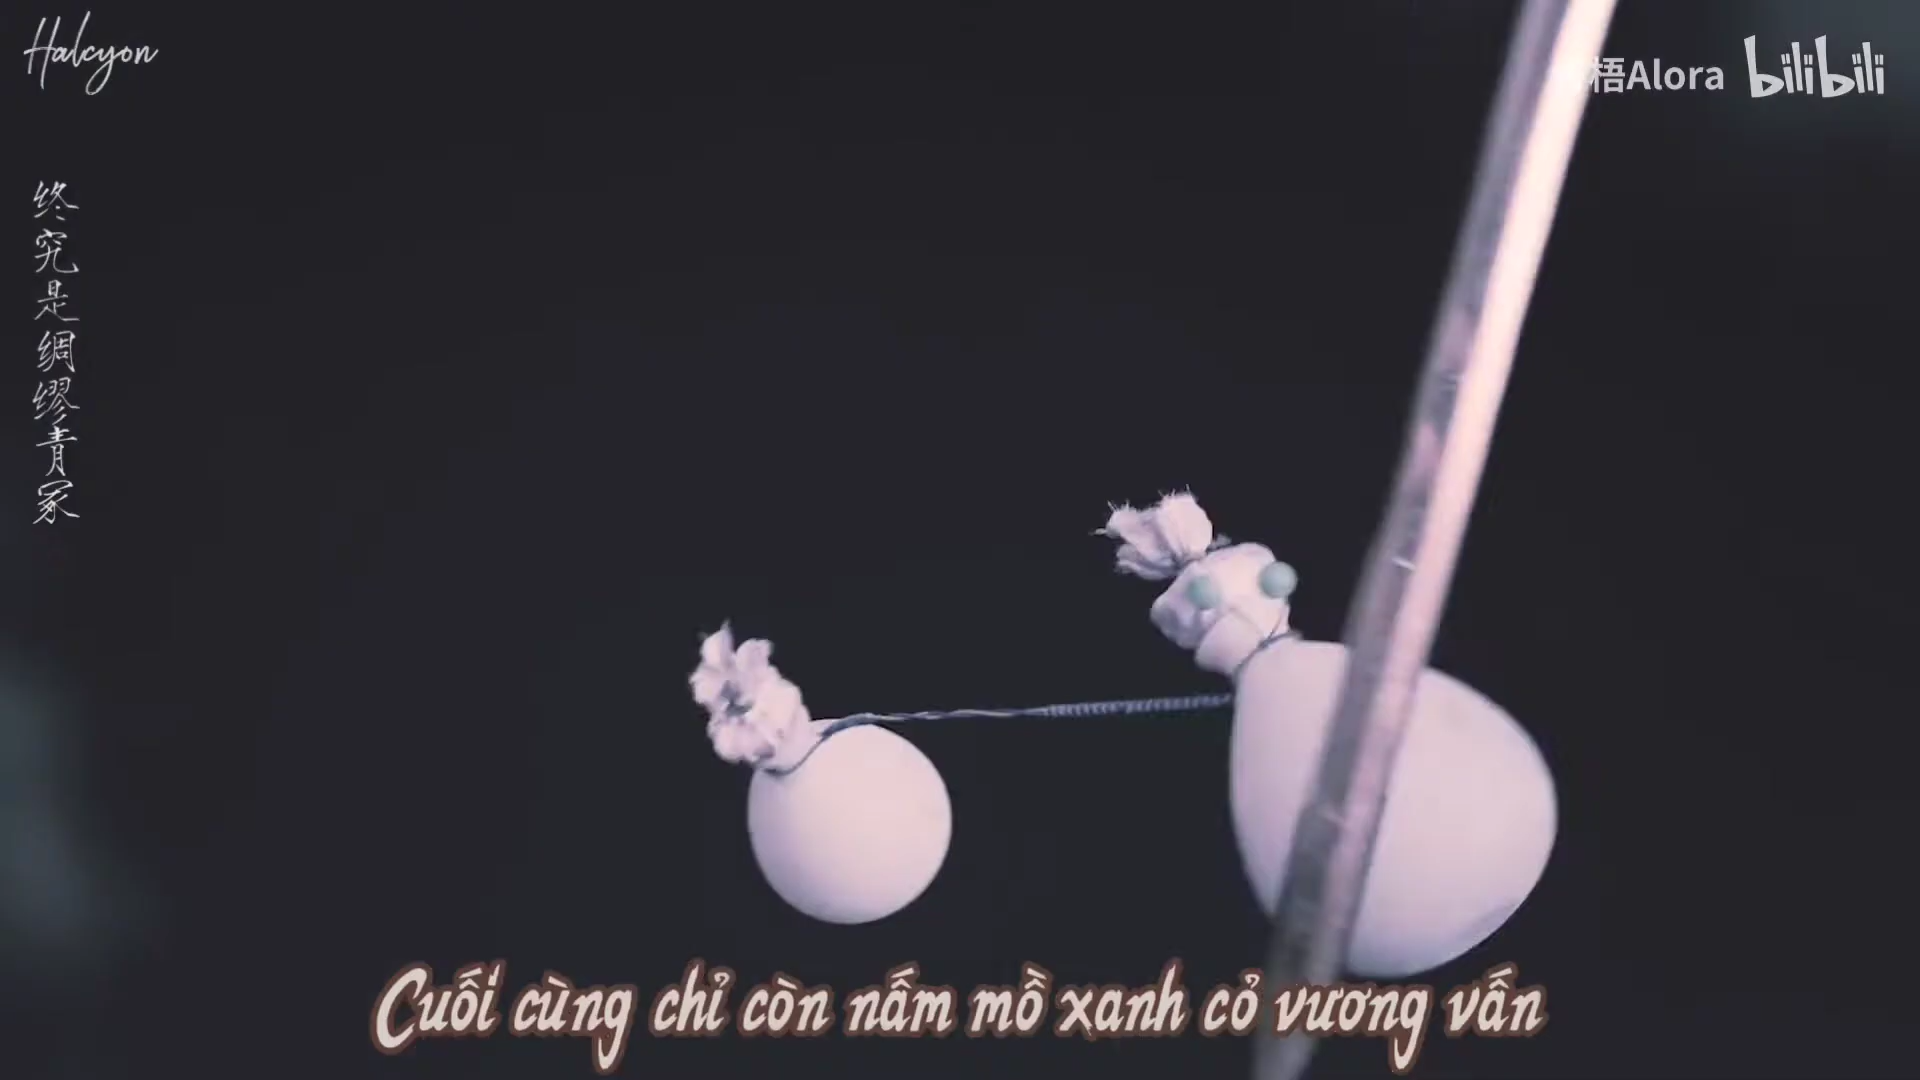 Halcyon
梧Alora bilibili
终究是绸缪青冢
Cuối cùng chỉ còn nấm mồ xanh cỏ vương vấn